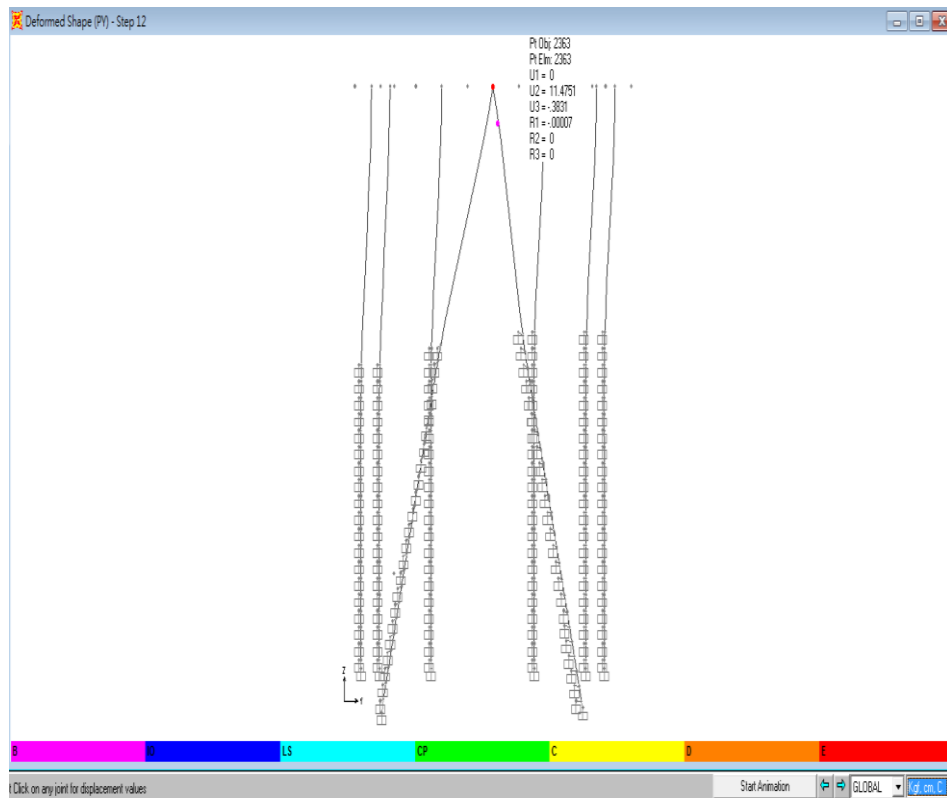 Deformed Shape (PY) - Step 12
Pt Obj: 2363
Pt Elm: 2363
U1 = 0
U2 = 11.4751
U3 = -.3831
R1 = -.00007
R2 = 0
R3 = 0
Z
Y
B IO LS CP C D E
t Click on any joint for displacement values
Start Animation
GLOBAL
Kgf, cm, C